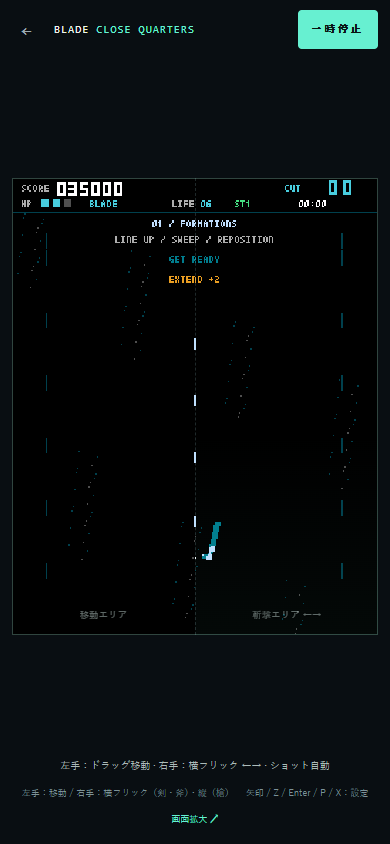 ← BLADE CLOSE QUARTERS 一時停止
SCORE 035000 CUT 00
HP BLADE LIFE 06 ST1 00:00
01 / FORMATIONS
LINE UP / SWEEP / REPOSITION
GET READY
EXTEND +2
移動エリア 斬撃エリア ←→
左手：ドラッグ移動・右手：横フリック ←→・ショット自動
左手：移動 / 右手：横フリック（剣・斧）・縦（槍） 矢印 / Z / Enter / P / X：設定
画面拡大 ⤢